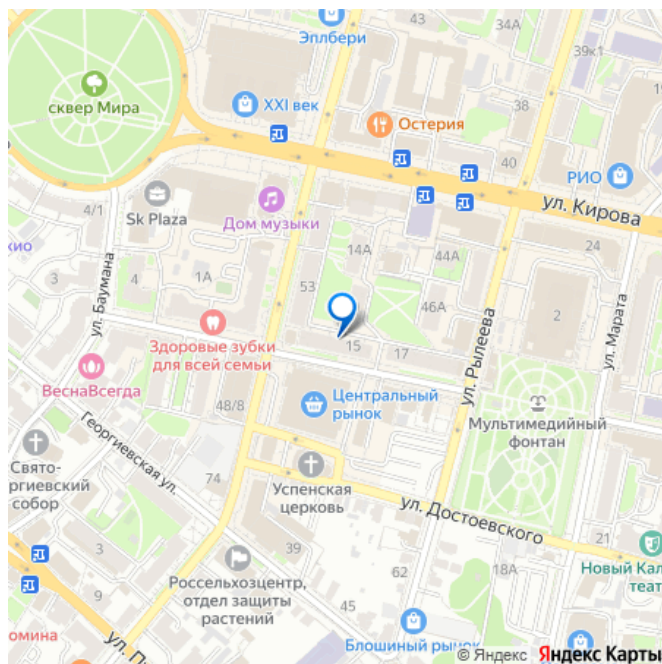 Эплбери
34А
39к1
XXI век
38
сквер Мира
Остерия
40
РИО
ул. Кирова
4/1
Sk Plaza
Дом музыки
24
14А
44А
3
4
1А
53
46А
2
ул. Баумана
ул. Рылеева
ул. Марата
Здоровые зубки
для всей семьи
15
17
ВеснаВсегда
Центральный
рынок
48/8
Мультимедийный
фонтан
Георгиевская ул.
Свято-
ргиевский
собор
74
Успенская
церковь
ул. Достоевского
39
21
3
Новый Кал
теат
Россельхозцентр,
отдел защиты
растений
62
18А
9
45
Блошиный рынок
омина
ул. П
© Яндекс Яндекс Карты